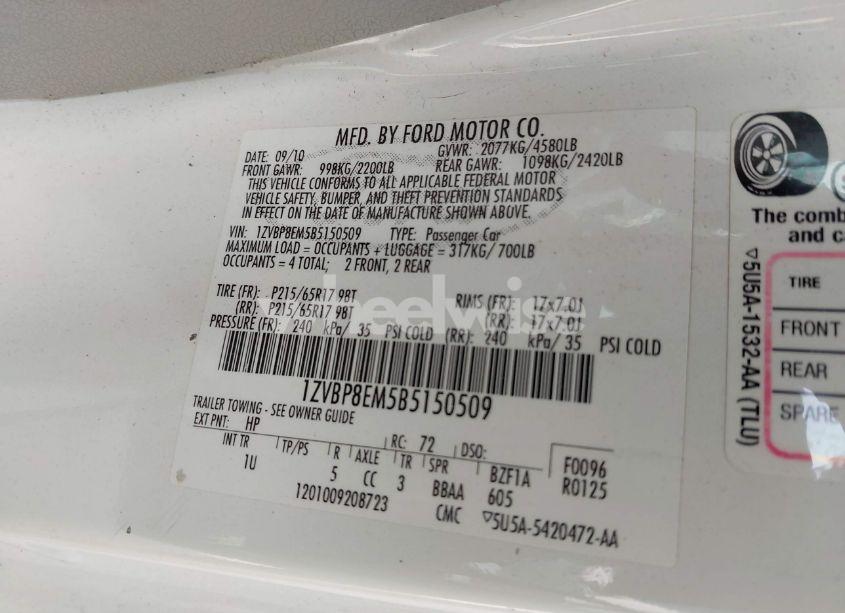 MFD. BY FORD MOTOR CO.
DATE: 09/10 GVWR: 2077KG/4580LB
FRONT GAWR: 998KG/2200LB REAR GAWR: 1098KG/2420LB
THIS VEHICLE CONFORMS TO ALL APPLICABLE FEDERAL MOTOR
VEHICLE SAFETY, BUMPER, AND THEFT PREVENTION STANDARDS
IN EFFECT ON THE DATE OF MANUFACTURE SHOWN ABOVE.
VIN: 1ZVBP8EM5B5150509 TYPE: Passenger Car
MAXIMUM LOAD = OCCUPANTS + LUGGAGE = 317KG/700LB
OCCUPANTS = 4 TOTAL; 2 FRONT, 2 REAR
TIRE (FR): P215/65R17 98T RIMS (FR): 17x7.0J
(RR): P215/65R17 98T (RR): 17x7.0J
PRESSURE (FR): 240 kPa/ 35 PSI COLD (RR): 240 kPa/ 35 PSI COLD
wheelwise
1ZVBP8EM5B5150509
TRAILER TOWING - SEE OWNER GUIDE
EXT PNT: HP RC: 72 DSO:
INT TR TP/PS R AXLE TR SPR BZF1A F0096
1U 5 CC 3 BBAA 605 R0125
1201009208723 CMC ▽5U5A-5420472-AA
The comb
and ca
TIRE
FRONT
REAR
SPARE
▽5U5A-1532-AA (TLU)